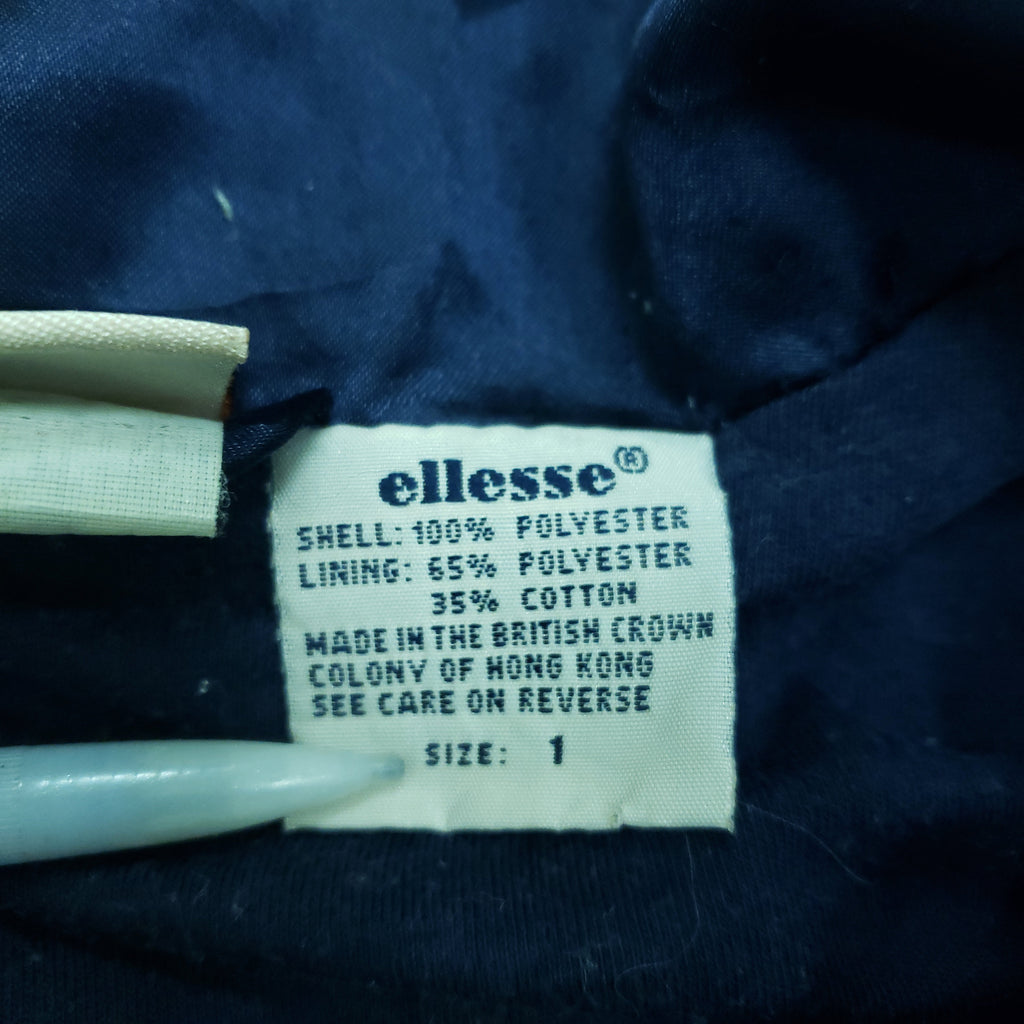 ellesse®
SHELL: 100% POLYESTER
LINING: 65% POLYESTER
35% COTTON
MADE IN THE BRITISH CROWN
COLONY OF HONG KONG
SEE CARE ON REVERSE
SIZE: 1